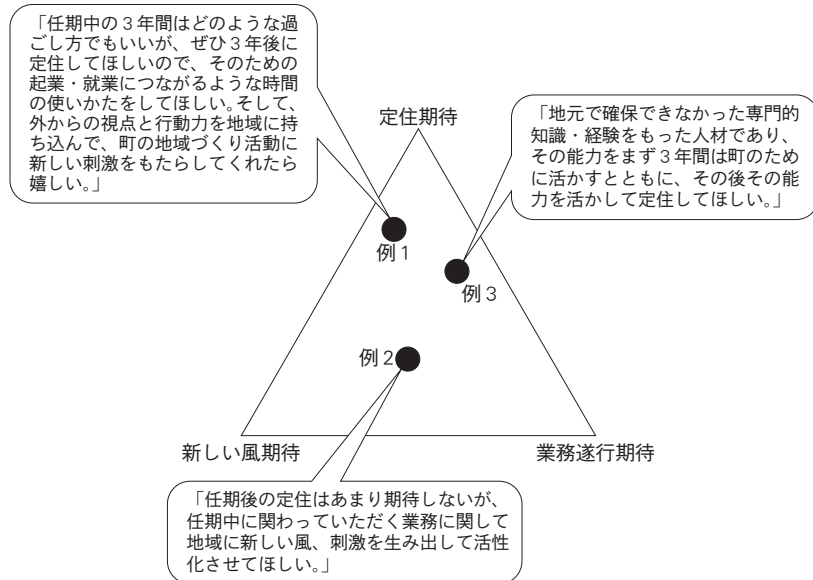 「任期中の３年間はどのような過
ごし方でもいいが、ぜひ３年後に
定住してほしいので、そのための
起業・就業につながるような時間
の使いかたをしてほしい。そして、
外からの視点と行動力を地域に持
ち込んで、町の地域づくり活動に
新しい刺激をもたらしてくれたら
嬉しい。」
定住期待
「地元で確保できなかった専門的
知識・経験をもった人材であり、
その能力をまず３年間は町のため
に活かすとともに、その後その能
力を活かして定住してほしい。」
例１
例３
例２
新しい風期待
業務遂行期待
「任期後の定住はあまり期待しないが、
任期中に関わっていただく業務に関して
地域に新しい風、刺激を生み出して活性
化させてほしい。」